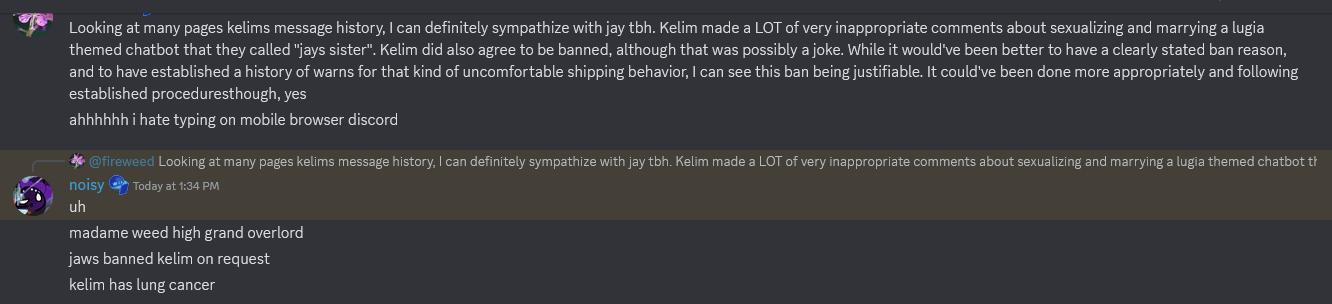 Looking at many pages kelims message history, I can definitely sympathize with jay tbh. Kelim made a LOT of very inappropriate comments about sexualizing and marrying a lugia
themed chatbot that they called "jays sister". Kelim did also agree to be banned, although that was possibly a joke. While it would've been better to have a clearly stated ban reason,
and to have established a history of warns for that kind of uncomfortable shipping behavior, I can see this ban being justifiable. It could've been done more appropriately and following
established proceduresthough, yes
ahhhhhh i hate typing on mobile browser discord
@fireweed Looking at many pages kelims message history, I can definitely sympathize with jay tbh. Kelim made a LOT of very inappropriate comments about sexualizing and marrying a lugia themed chatbot th
noisy Today at 1:34 PM
uh
madame weed high grand overlord
jaws banned kelim on request
kelim has lung cancer